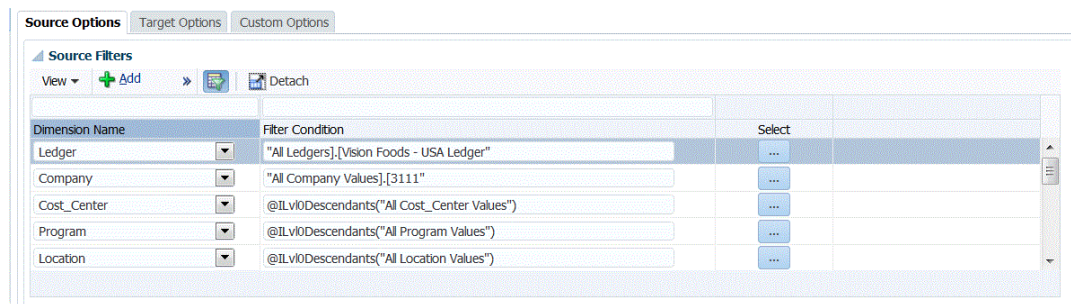 Source Options Target Options Custom Options
Source Filters
View Add » Detach
Dimension Name Filter Condition Select
Ledger "All Ledgers].[Vision Foods - USA Ledger" ...
Company "All Company Values].[3111" ...
Cost_Center @ILvl0Descendants("All Cost_Center Values") ...
Program @ILvl0Descendants("All Program Values") ...
Location @ILvl0Descendants("All Location Values") ...